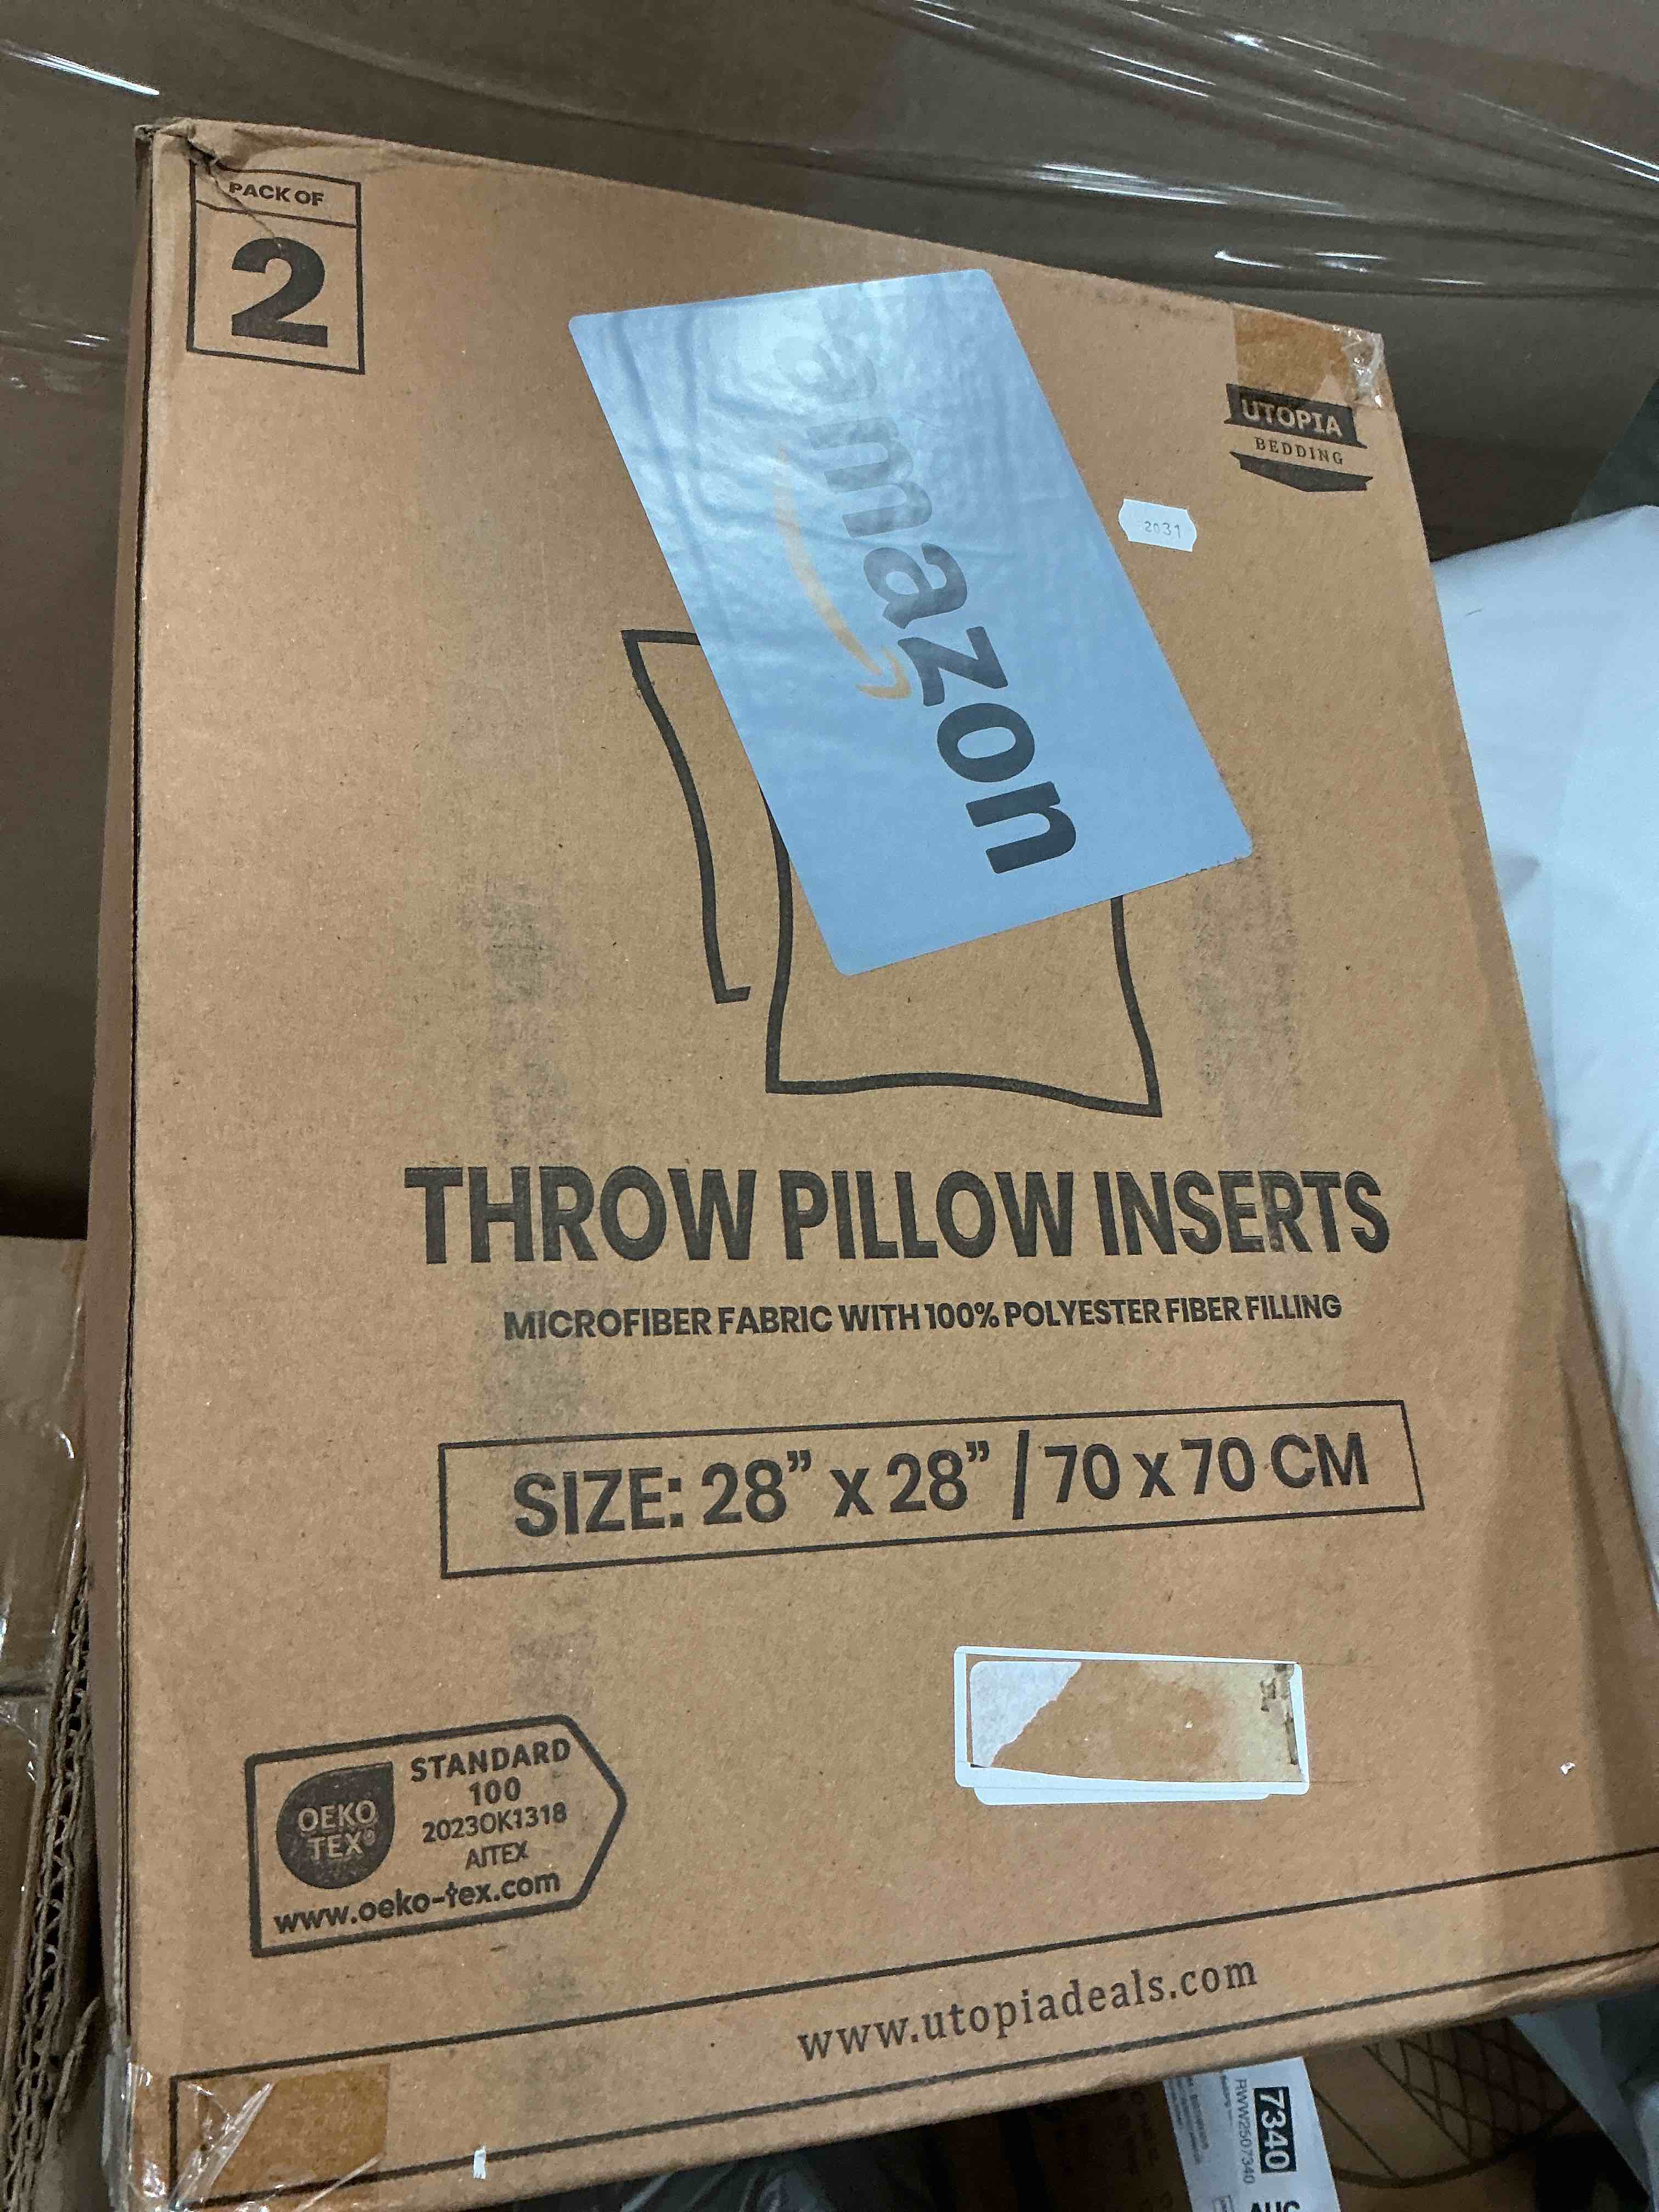 PACK OF
2
amazon
UTOPIA
BEDDING
2031
THROW PILLOW INSERTS
MICROFIBER FABRIC WITH 100% POLYESTER FIBER FILLING
SIZE: 28” x 28” / 70 x 70 CM
OEKO
TEX®
STANDARD
100
2023OK1318
AITEX
www.oeko-tex.com
www.utopiadeals.com
7340
RWW2507340